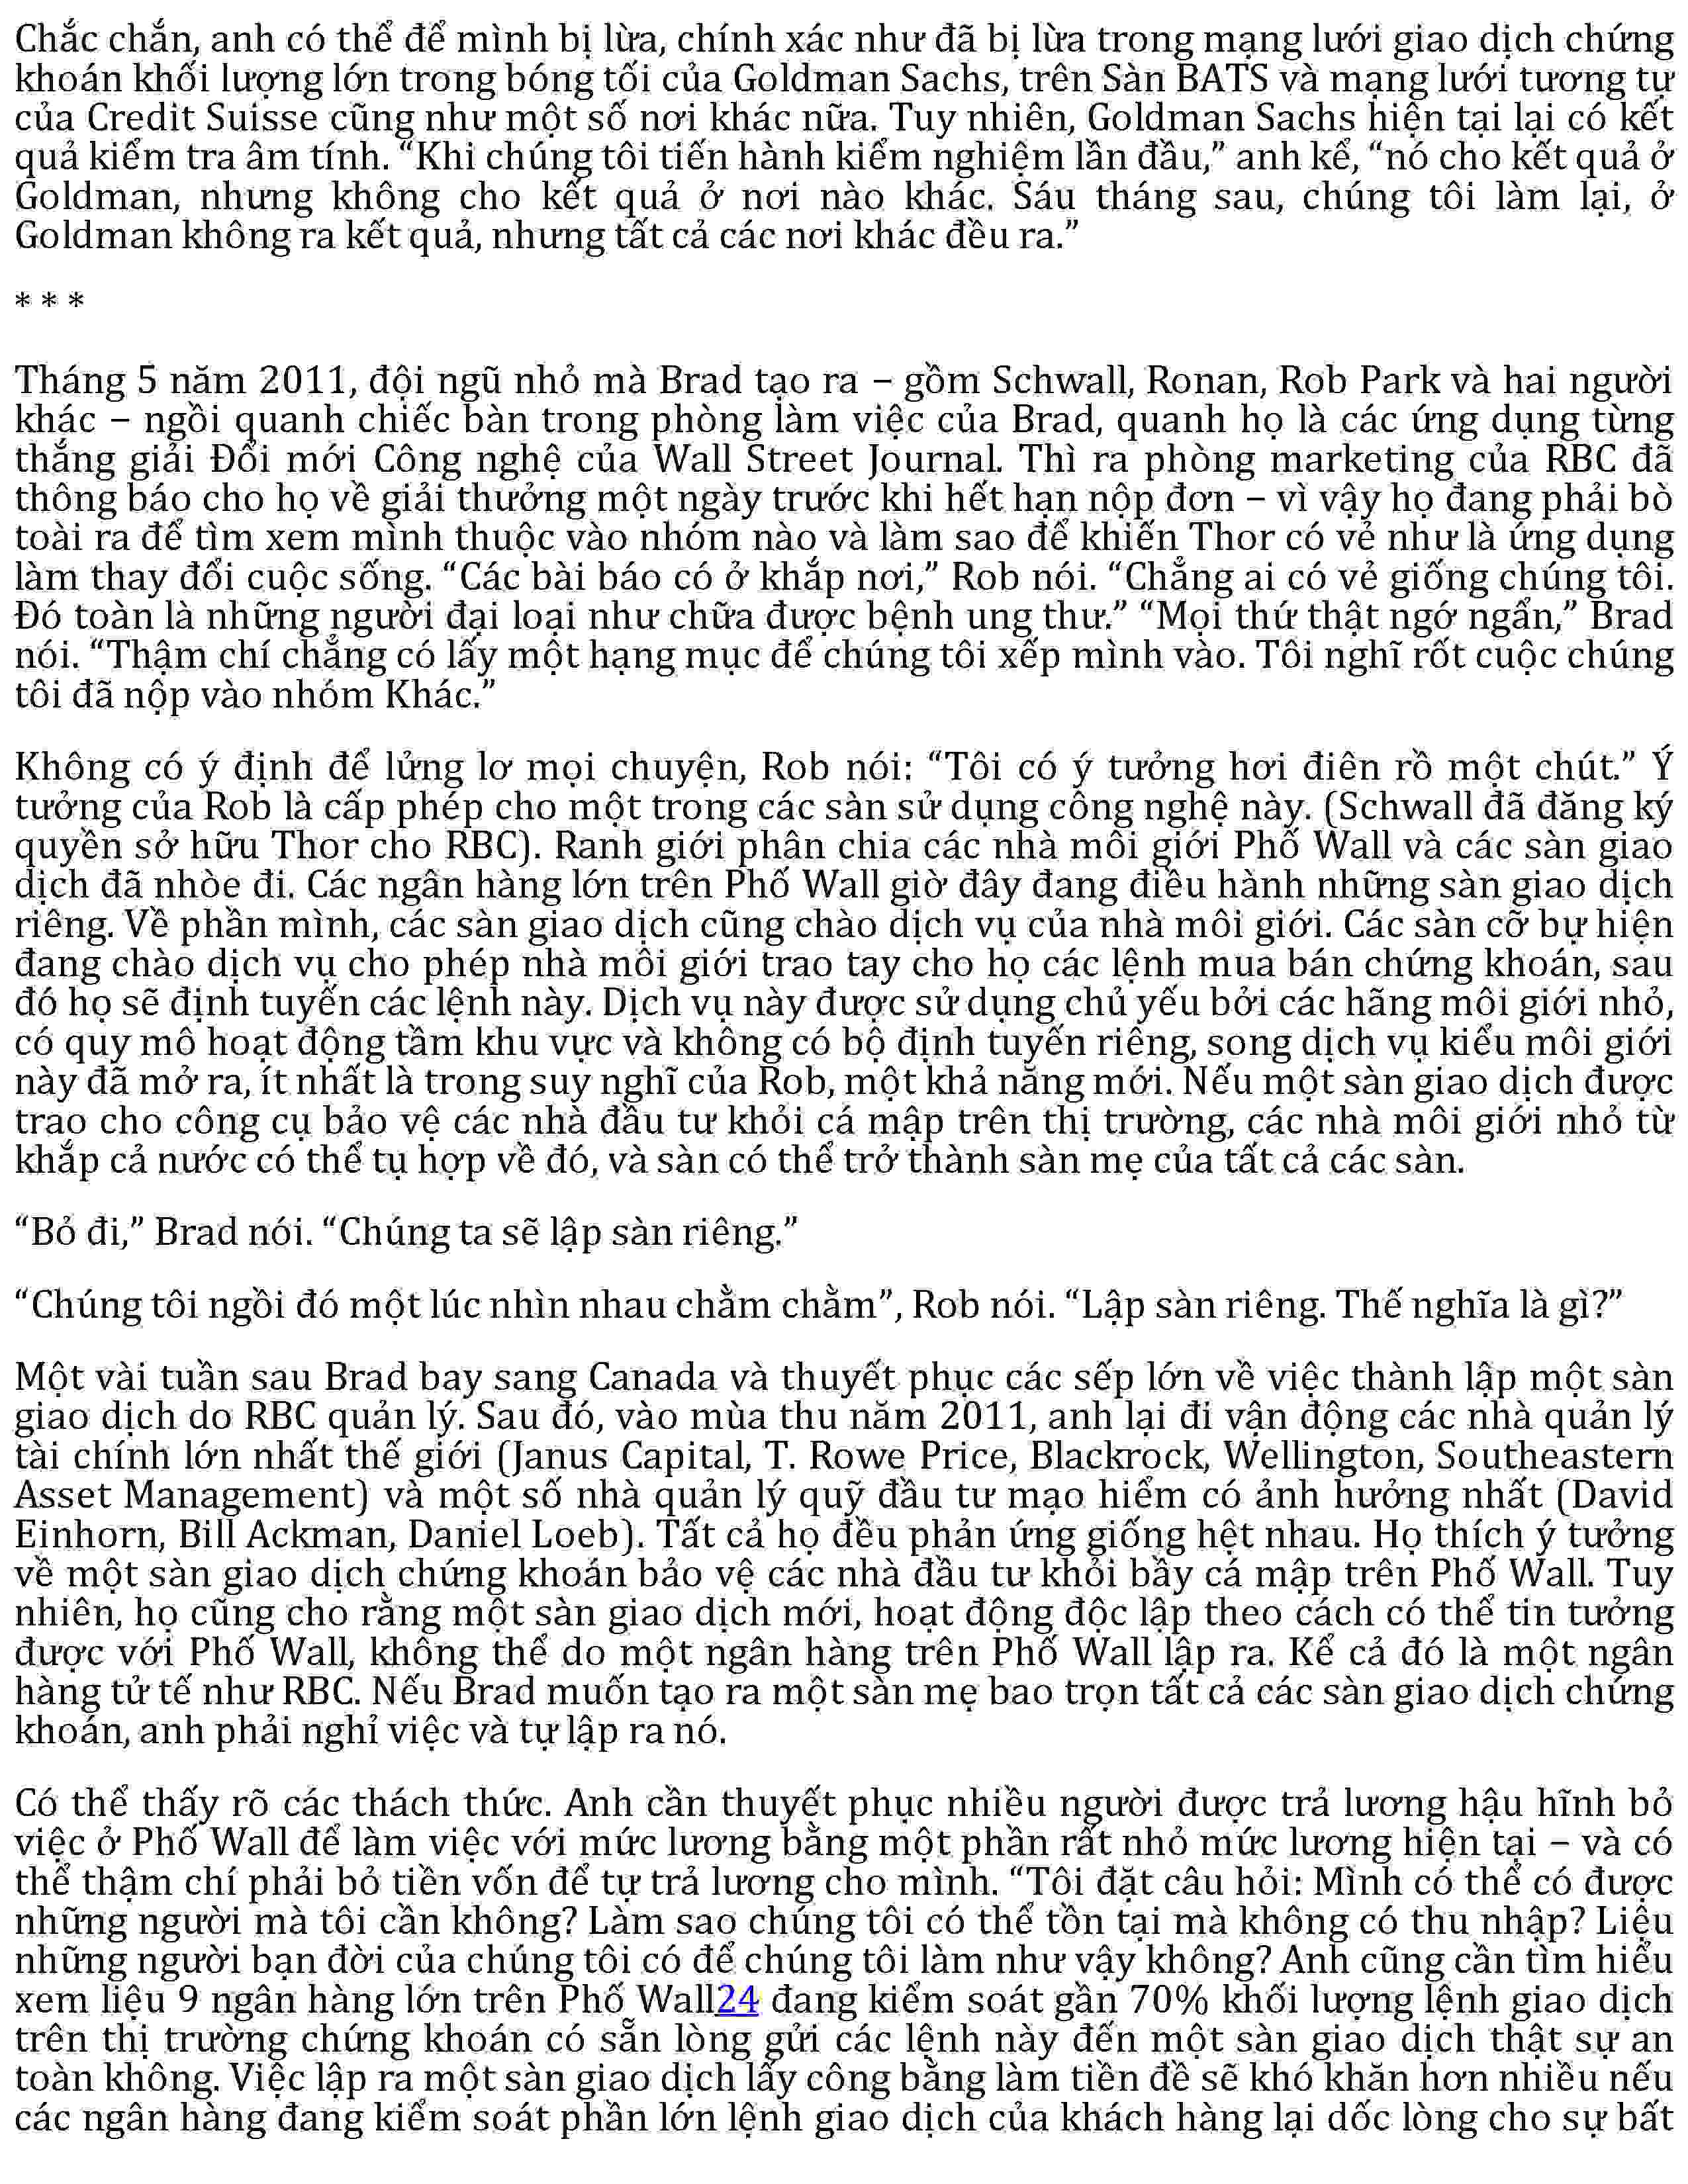 Chắc chắn, anh có thể để mình bị lừa, chính xác như đã bị lừa trong mạng lưới giao dịch chứng
khoán khối lượng lớn trong bóng tối của Goldman Sachs, trên Sàn BATS và mạng lưới tương tự
của Credit Suisse cũng như một số nơi khác nữa. Tuy nhiên, Goldman Sachs hiện tại lại có kết
quả kiểm tra âm tính. “Khi chúng tôi tiến hành kiểm nghiệm lần đầu,” anh kể, “nó cho kết quả ở
Goldman, nhưng không cho kết quả ở nơi nào khác. Sáu tháng sau, chúng tôi làm lại, ở
Goldman không ra kết quả, nhưng tất cả các nơi khác đều ra.”
* * *
Tháng 5 năm 2011, đội ngũ nhỏ mà Brad tạo ra – gồm Schwall, Ronan, Rob Park và hai người
khác – ngồi quanh chiếc bàn trong phòng làm việc của Brad, quanh họ là các ứng dụng từng
thắng giải Đổi mới Công nghệ của Wall Street Journal. Thì ra phòng marketing của RBC đã
thông báo cho họ về giải thưởng một ngày trước khi hết hạn nộp đơn – vì vậy họ đang phải bò
toài ra để tìm xem mình thuộc vào nhóm nào và làm sao để khiến Thor có vẻ như là ứng dụng
làm thay đổi cuộc sống. “Các bài báo có ở khắp nơi,” Rob nói. “Chẳng ai có vẻ giống chúng tôi.
Đó toàn là những người đại loại như chữa được bệnh ung thư.” “Mọi thứ thật ngớ ngẩn,” Brad
nói. “Thậm chí chẳng có lấy một hạng mục để chúng tôi xếp mình vào. Tôi nghĩ rốt cuộc chúng
tôi đã nộp vào nhóm Khác.”
Không có ý định để lửng lơ mọi chuyện, Rob nói: “Tôi có ý tưởng hơi điên rồ một chút.” Ý
tưởng của Rob là cấp phép cho một trong các sàn sử dụng công nghệ này. (Schwall đã đăng ký
quyền sở hữu Thor cho RBC). Ranh giới phân chia các nhà môi giới Phố Wall và các sàn giao
dịch đã nhòe đi. Các ngân hàng lớn trên Phố Wall giờ đây đang điều hành những sàn giao dịch
riêng. Về phần mình, các sàn giao dịch cũng chào dịch vụ của nhà môi giới. Các sàn cỡ bự hiện
đang chào dịch vụ cho phép nhà môi giới trao tay cho họ các lệnh mua bán chứng khoán, sau
đó họ sẽ định tuyến các lệnh này. Dịch vụ này được sử dụng chủ yếu bởi các hãng môi giới nhỏ,
có quy mô hoạt động tầm khu vực và không có bộ định tuyến riêng, song dịch vụ kiểu môi giới
này đã mở ra, ít nhất là trong suy nghĩ của Rob, một khả năng mới. Nếu một sàn giao dịch được
trao cho công cụ bảo vệ các nhà đầu tư khỏi cá mập trên thị trường, các nhà môi giới nhỏ từ
khắp cả nước có thể tụ hợp về đó, và sàn có thể trở thành sàn mẹ của tất cả các sàn.
“Bỏ đi,” Brad nói. “Chúng ta sẽ lập sàn riêng.”
“Chúng tôi ngồi đó một lúc nhìn nhau chằm chằm”, Rob nói. “Lập sàn riêng. Thế nghĩa là gì?”
Một vài tuần sau Brad bay sang Canada và thuyết phục các sếp lớn về việc thành lập một sàn
giao dịch do RBC quản lý. Sau đó, vào mùa thu năm 2011, anh lại đi vận động các nhà quản lý
tài chính lớn nhất thế giới (Janus Capital, T. Rowe Price, Blackrock, Wellington, Southeastern
Asset Management) và một số nhà quản lý quỹ đầu tư mạo hiểm có ảnh hưởng nhất (David
Einhorn, Bill Ackman, Daniel Loeb). Tất cả họ đều phản ứng giống hệt nhau. Họ thích ý tưởng
về một sàn giao dịch chứng khoán bảo vệ các nhà đầu tư khỏi bầy cá mập trên Phố Wall. Tuy
nhiên, họ cũng cho rằng một sàn giao dịch mới, hoạt động độc lập theo cách có thể tin tưởng
được với Phố Wall, không thể do một ngân hàng trên Phố Wall lập ra. Kể cả đó là một ngân
hàng tử tế như RBC. Nếu Brad muốn tạo ra một sàn mẹ bao trọn tất cả các sàn giao dịch chứng
khoán, anh phải nghỉ việc và tự lập ra nó.
Có thể thấy rõ các thách thức. Anh cần thuyết phục nhiều người được trả lương hậu hĩnh bỏ
việc ở Phố Wall để làm việc với mức lương bằng một phần rất nhỏ mức lương hiện tại – và có
thể thậm chí phải bỏ tiền vốn để tự trả lương cho mình. “Tôi đặt câu hỏi: Mình có thể có được
những người mà tôi cần không? Làm sao chúng tôi có thể tồn tại mà không có thu nhập? Liệu
những người bạn đời của chúng tôi có để chúng tôi làm như vậy không? Anh cũng cần tìm hiểu
xem liệu 9 ngân hàng lớn trên Phố Wall24 đang kiểm soát gần 70% khối lượng lệnh giao dịch
trên thị trường chứng khoán có sẵn lòng gửi các lệnh này đến một sàn giao dịch thật sự an
toàn không. Việc lập ra một sàn giao dịch lấy công bằng làm tiền đề sẽ khó khăn hơn nhiều nếu
các ngân hàng đang kiểm soát phần lớn lệnh giao dịch của khách hàng lại dốc lòng cho sự bất